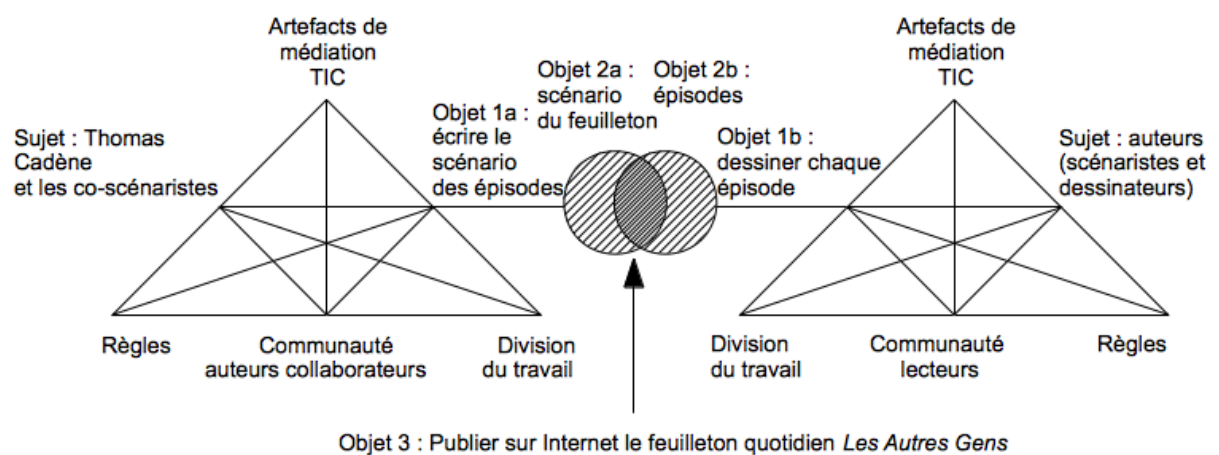 Artefacts de
médiation
TIC
Sujet : Thomas
Cadène
et les co-scénaristes
Objet 1a :
écrire le
scénario
des épisodes
Objet 2a :
scénario
du feuilleton
Objet 2b :
épisodes
Objet 1b :
dessiner chaque
épisode
Artefacts de
médiation
TIC
Sujet : auteurs
(scénaristes et
dessinateurs)
Règles
Communauté
auteurs collaborateurs
Division
du travail
Division
du travail
Communauté
lecteurs
Règles
Objet 3 : Publier sur Internet le feuilleton quotidien Les Autres Gens